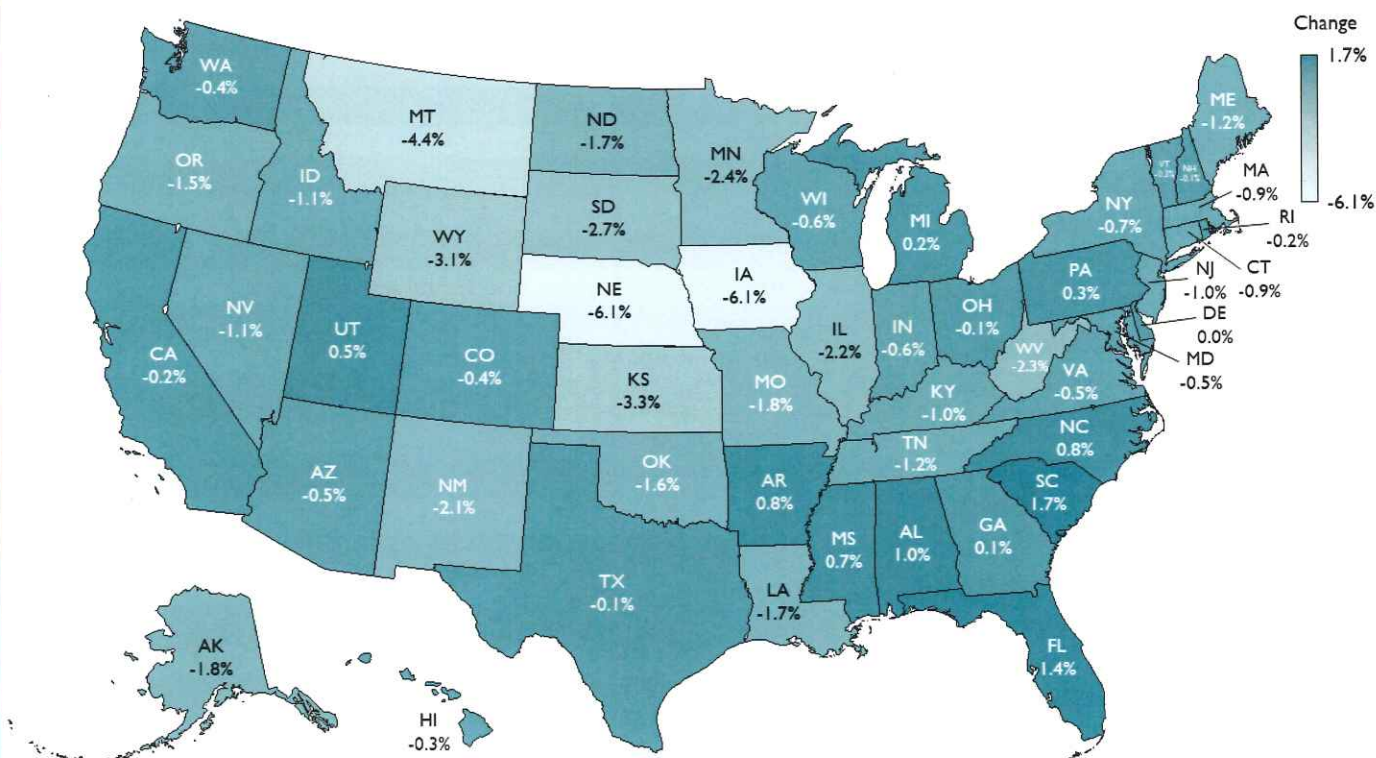 Change
1.7%
-6.1%
WA
-0.4%
MT
-4.4%
ND
-1.7%
MN
-2.4%
ME
-1.2%
OR
-1.5%
ID
-1.1%
SD
-2.7%
WI
-0.6%
MI
0.2%
VT
NH
NY
-0.7%
MA
-0.9%
RI
-0.2%
CT
-0.9%
WY
-3.1%
NE
-6.1%
IA
-6.1%
PA
0.3%
NJ
-1.0%
DE
0.0%
MD
-0.5%
NV
-1.1%
UT
0.5%
CO
-0.4%
IL
-2.2%
IN
-0.6%
OH
-0.1%
WV
-2.3%
VA
-0.5%
CA
-0.2%
KS
-3.3%
MO
-1.8%
KY
-1.0%
NC
0.8%
TN
-1.2%
AZ
-0.5%
NM
-2.1%
OK
-1.6%
AR
0.8%
SC
1.7%
MS
0.7%
AL
1.0%
GA
0.1%
TX
-0.1%
LA
-1.7%
FL
1.4%
AK
-1.8%
HI
-0.3%